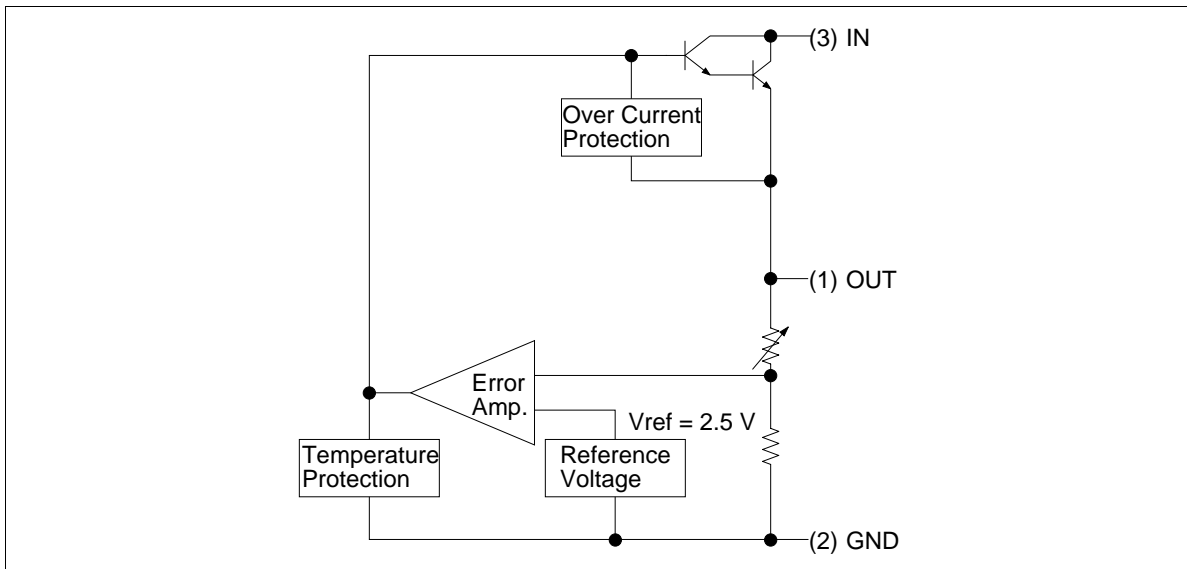 (3) IN
Over Current
Protection
(1) OUT
Error
Amp.
Vref = 2.5 V
Temperature
Protection
Reference
Voltage
(2) GND